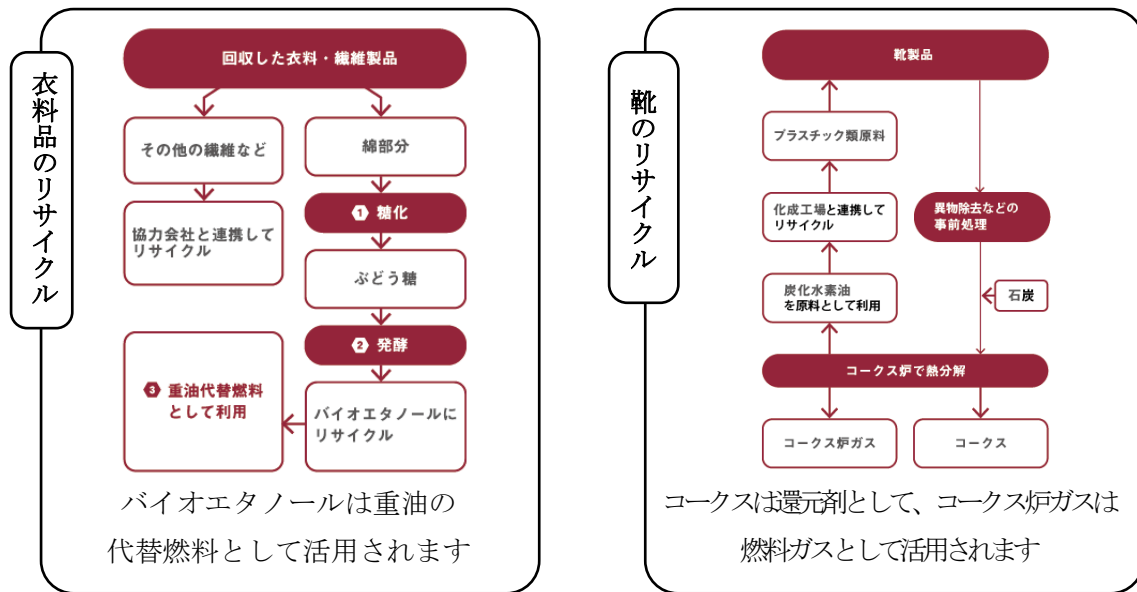 衣料品のリサイクル
回収した衣料・繊維製品
その他の繊維など
協力会社と連携して
リサイクル
綿部分
1 糖化
ぶどう糖
2 発酵
バイオエタノールに
リサイクル
3 重油代替燃料
として利用
バイオエタノールは重油の
代替燃料として活用されます
靴のリサイクル
靴製品
プラスチック類原料
化成工場と連携して
リサイクル
炭化水素油
を原料として利用
異物除去などの
事前処理
石炭
コークス炉で熱分解
コークス炉ガス
コークス
コークスは還元剤として、コークス炉ガスは
燃料ガスとして活用されます